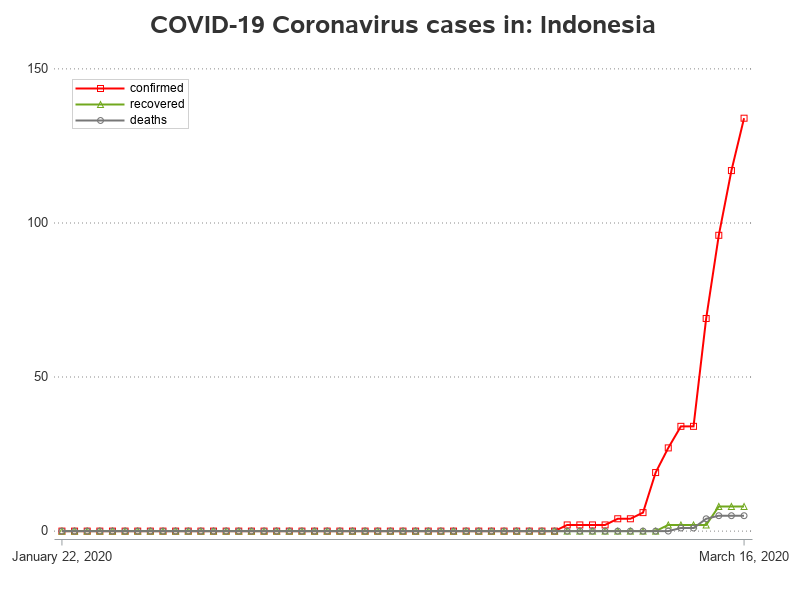 COVID-19 Coronavirus cases in: Indonesia
150
confirmed
recovered
deaths
100
50
0
January 22, 2020
March 16, 2020